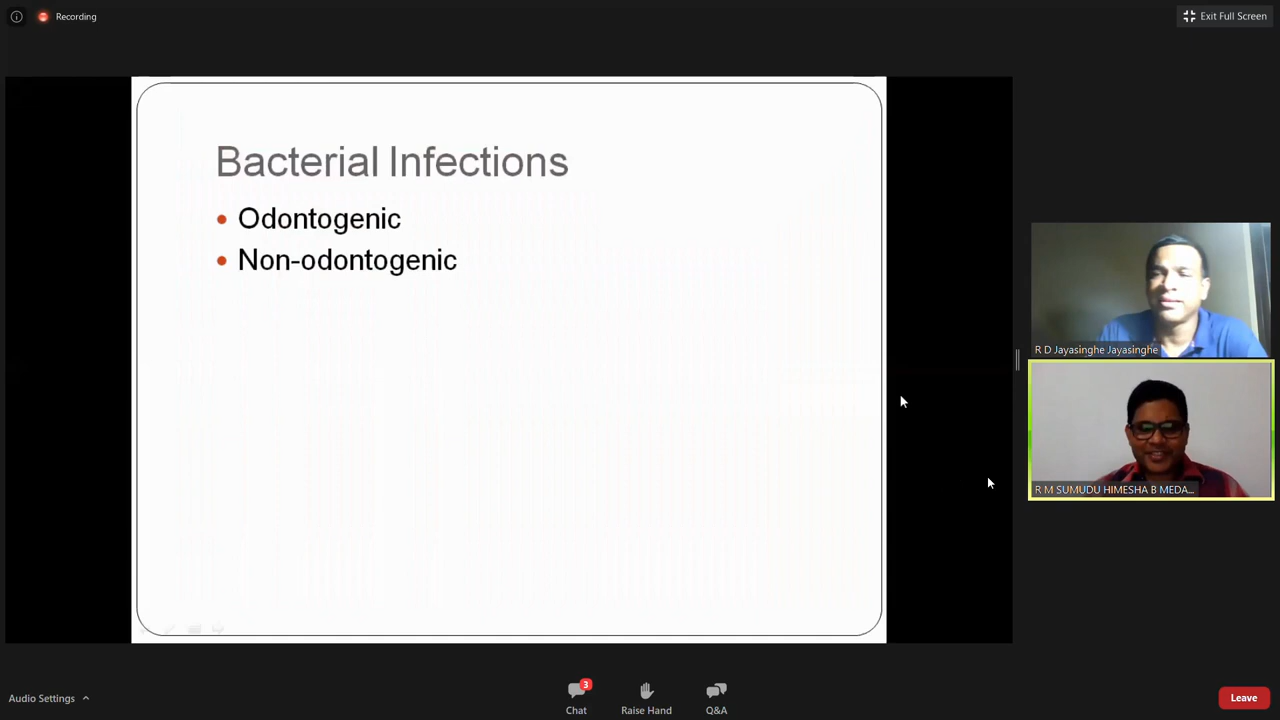 Recording
Exit Full Screen
Bacterial Infections
• Odontogenic
• Non-odontogenic
R D Jayasinghe Jayasinghe
R M SUMUDU HIMESHA B MEDA...
Audio Settings
3
Chat
Raise Hand
Q&A
Leave